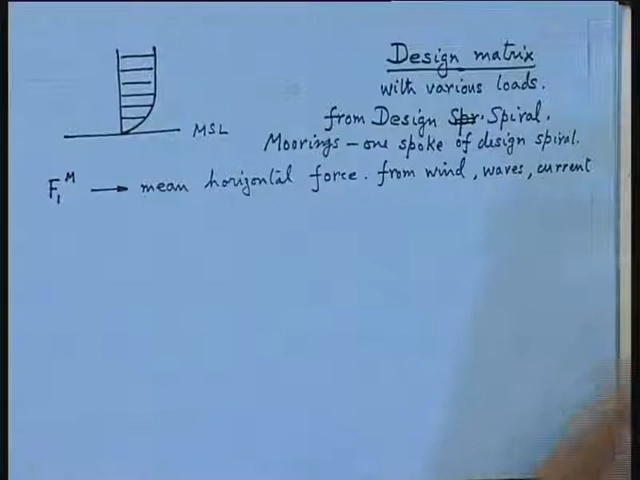 Design matrix
with various loads.
from Design Spr. Spiral.
MSL
Moorings – one spoke of design spiral.
F₁ᴹ → mean horizontal force. from wind, waves, current